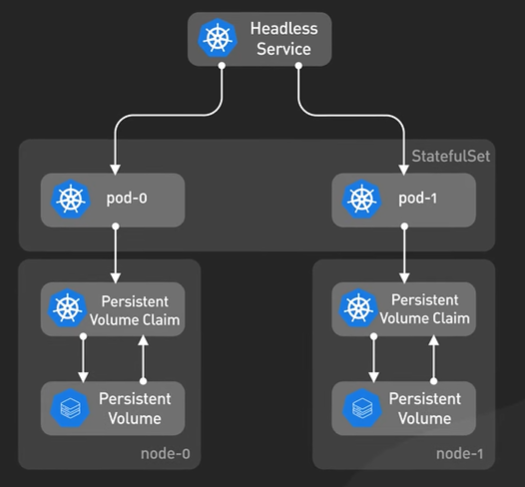 Headless
Service
StatefulSet
pod-0
pod-1
Persistent
Volume Claim
Persistent
Volume Claim
Persistent
Volume
Persistent
Volume
node-0
node-1